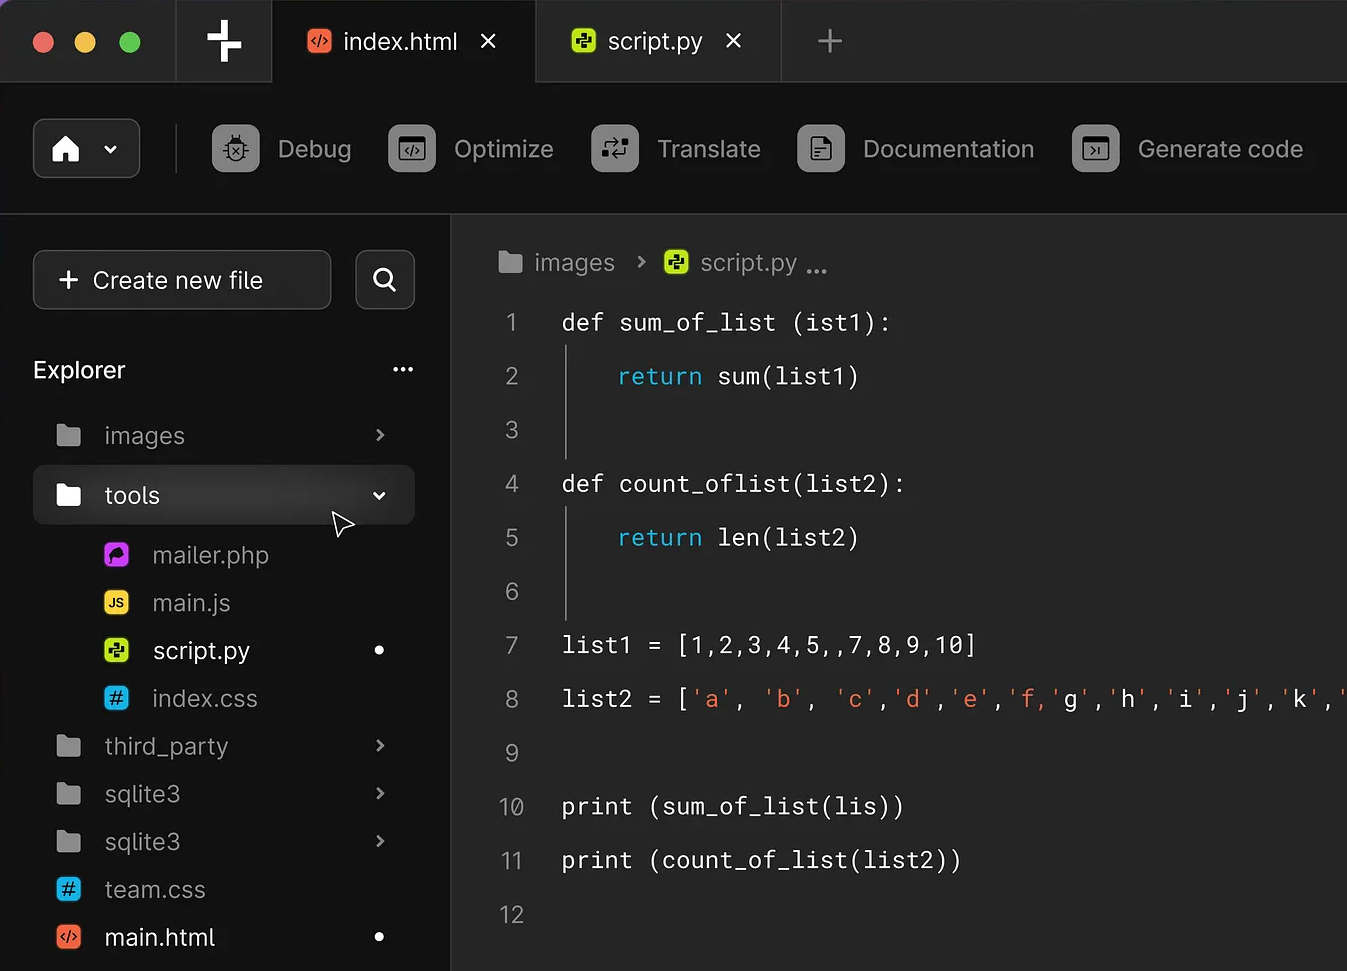 index.html
script.py
Debug
Optimize
Translate
Documentation
Generate code
Create new file
Explorer
images
tools
mailer.php
JS main.js
script.py
# index.css
third_party
sqlite3
sqlite3
# team.css
main.html
images > script.py ...
1 def sum_of_list (ist1):
2 return sum(list1)
3
4 def count_oflist(list2):
5 return len(list2)
6
7 list1 = [1,2,3,4,5,,7,8,9,10]
8 list2 = ['a', 'b', 'c','d','e','f,'g','h','i','j','k','
9
10 print (sum_of_list(lis))
11 print (count_of_list(list2))
12